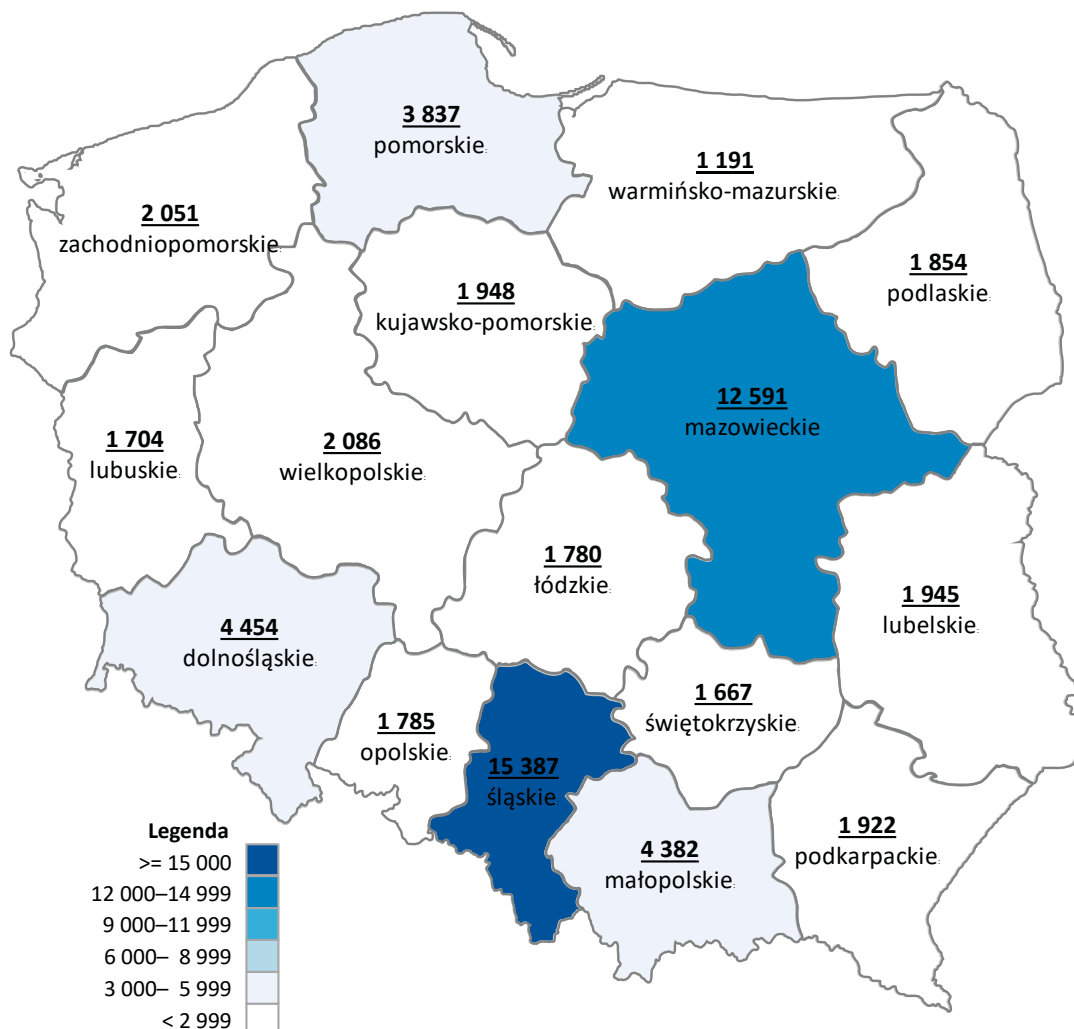 3 837
pomorskie.
1 191
warmińsko-mazurskie.
2 051
zachodniopomorskie.
1 854
podlaskie.
1 948
kujawsko-pomorskie.
12 591
mazowieckie
1 704
lubuskie.
2 086
wielkopolskie.
1 780
łódzkie.
1 945
lubelskie.
4 454
dolnośląskie.
1 667
świętokrzyskie.
1 785
opolskie.
15 387
śląskie.
4 382
małopolskie.
1 922
podkarpackie.
Legenda
>= 15 000
12 000–14 999
9 000–11 999
6 000– 8 999
3 000– 5 999
< 2 999